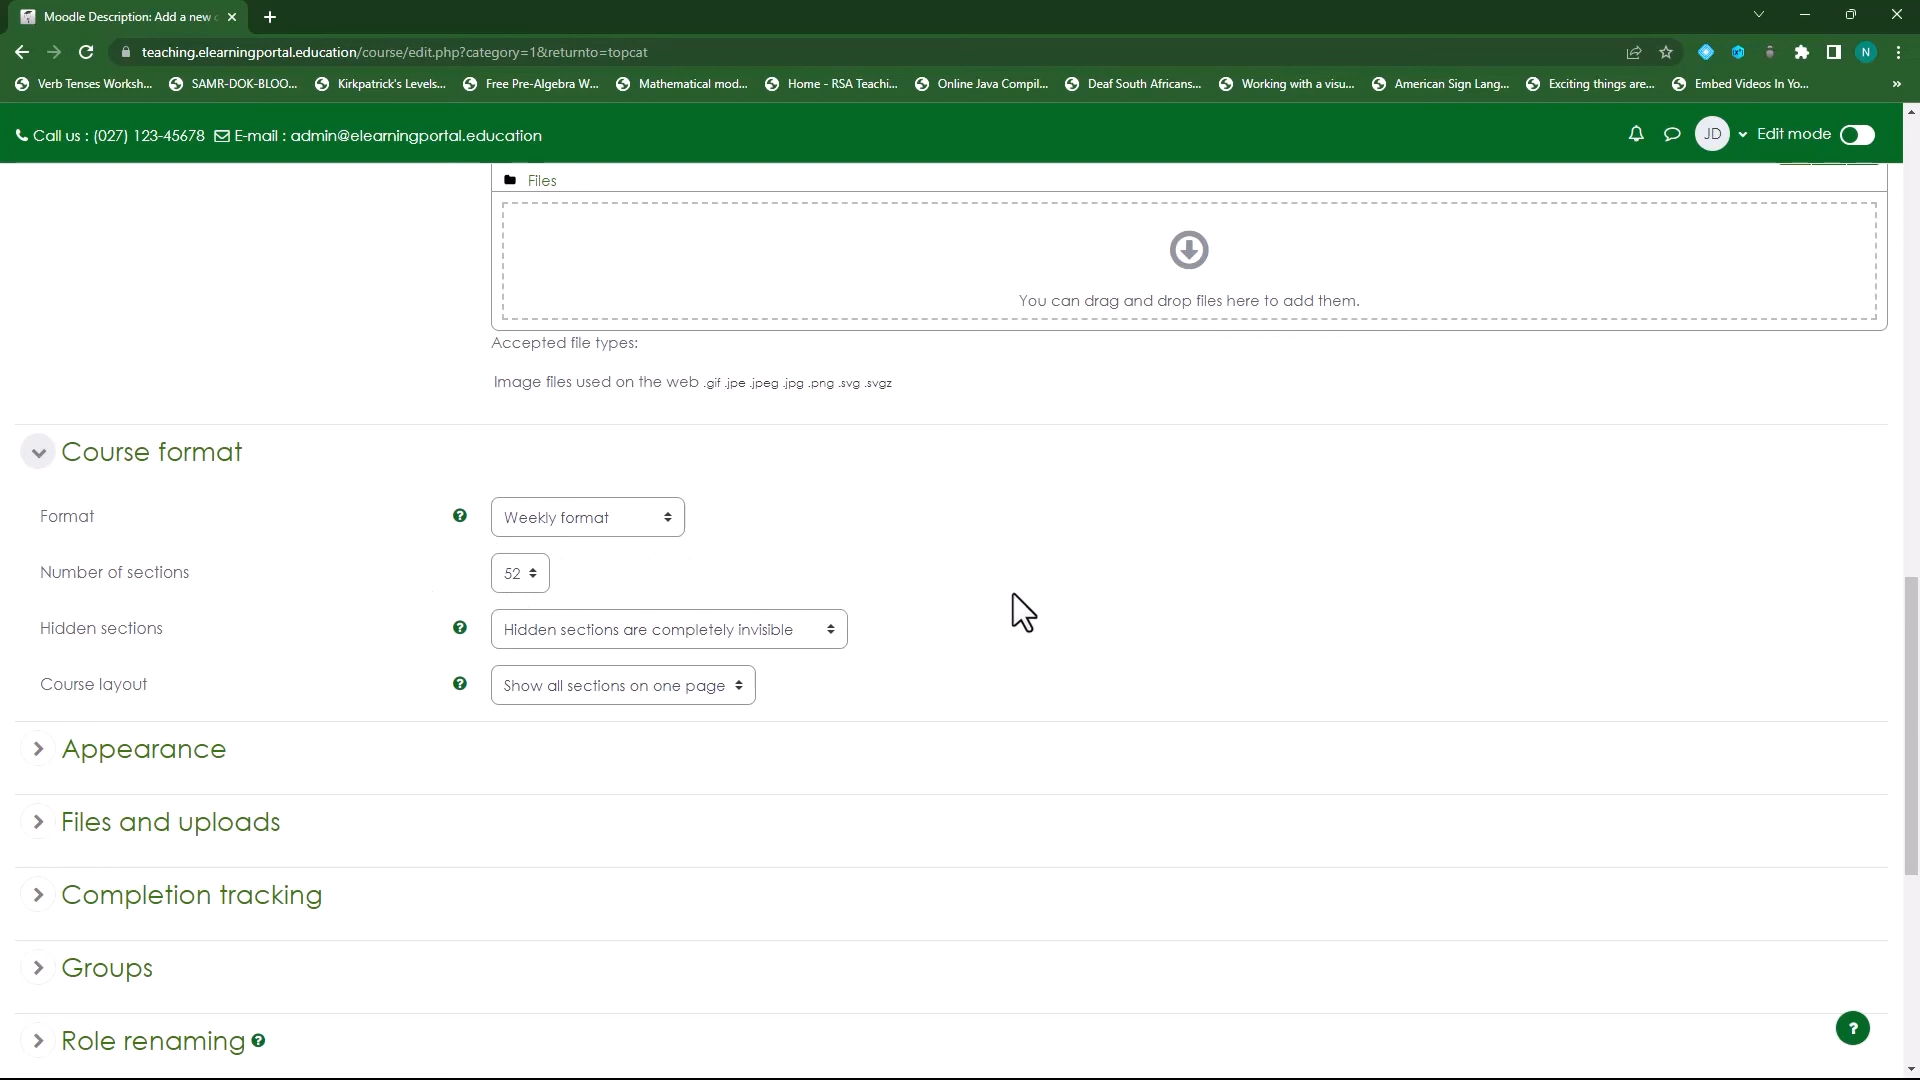 Moodle Description: Add a new c
teaching.elearningportal.education/course/edit.php?category=1&returnto=topcat
N
Verb Tenses Worksh...
SAMR-DOK-BLOO...
Kirkpatrick's Levels...
Free Pre-Algebra W...
Mathematical mod...
Home - RSA Teachi...
Online Java Compil...
Deaf South Africans...
Working with a visu...
American Sign Lang...
Exciting things are...
Embed Videos In Yo...
»
Call us : (027) 123-45678 E-mail : admin@elearningportal.education
JD
Edit mode
Files
You can drag and drop files here to add them.
Accepted file types:
Image files used on the web .gif .jpe .jpeg .jpg .png .svg .svgz
Course format
Format ? Weekly format
Number of sections 52
Hidden sections ? Hidden sections are completely invisible
Course layout ? Show all sections on one page
Appearance
Files and uploads
Completion tracking
Groups
?
Role renaming ?